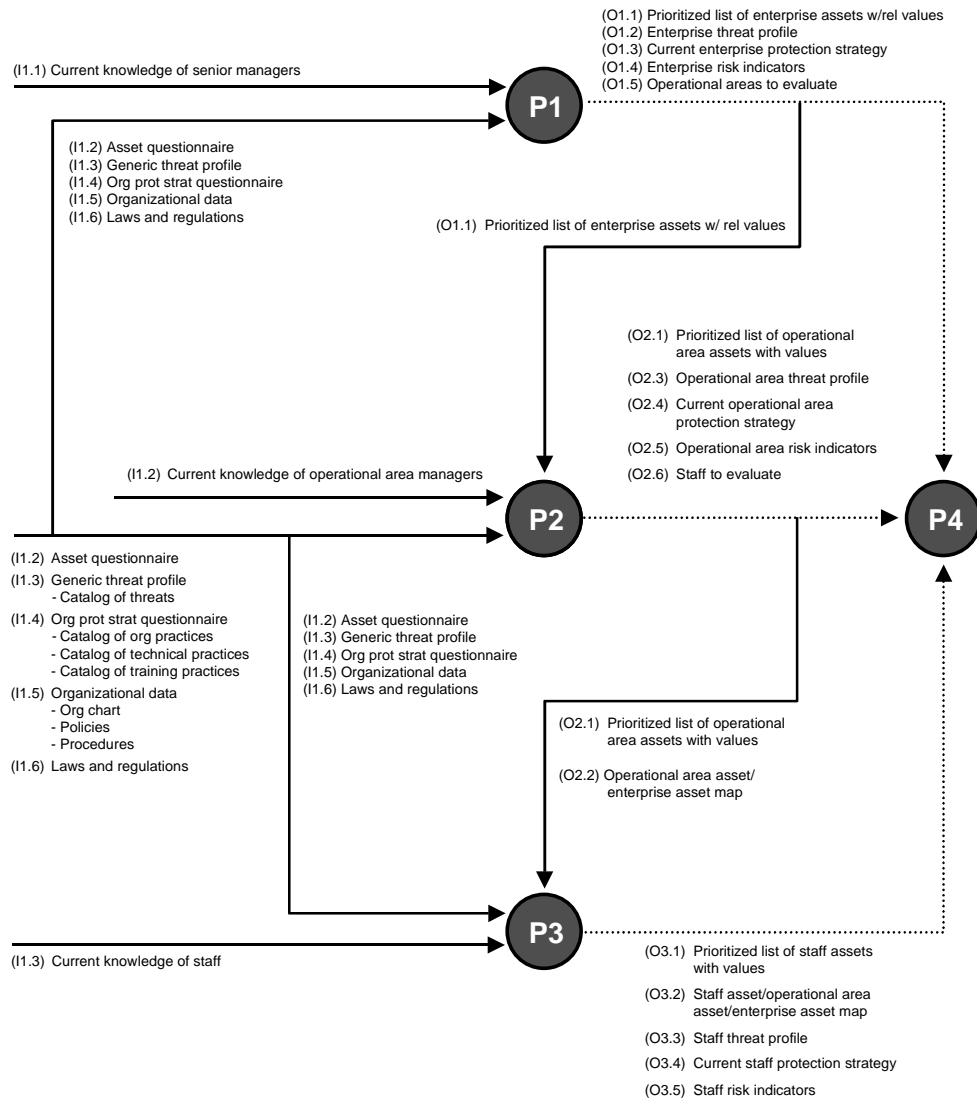 (O1.1) Prioritized list of enterprise assets w/rel values
(O1.2) Enterprise threat profile
(O1.3) Current enterprise protection strategy
(O1.4) Enterprise risk indicators
(O1.5) Operational areas to evaluate
(I1.1) Current knowledge of senior managers
P1
(I1.2) Asset questionnaire
(I1.3) Generic threat profile
(I1.4) Org prot strat questionnaire
(I1.5) Organizational data
(I1.6) Laws and regulations
(O1.1) Prioritized list of enterprise assets w/ rel values
(O2.1) Prioritized list of operational
area assets with values
(O2.3) Operational area threat profile
(O2.4) Current operational area
protection strategy
(O2.5) Operational area risk indicators
(O2.6) Staff to evaluate
(I1.2) Current knowledge of operational area managers
P2
P4
(I1.2) Asset questionnaire
(I1.3) Generic threat profile
- Catalog of threats
(I1.4) Org prot strat questionnaire
- Catalog of org practices
- Catalog of technical practices
- Catalog of training practices
(I1.5) Organizational data
- Org chart
- Policies
- Procedures
(I1.6) Laws and regulations
(I1.2) Asset questionnaire
(I1.3) Generic threat profile
(I1.4) Org prot strat questionnaire
(I1.5) Organizational data
(I1.6) Laws and regulations
(O2.1) Prioritized list of operational
area assets with values
(O2.2) Operational area asset/
enterprise asset map
P3
(I1.3) Current knowledge of staff
(O3.1) Prioritized list of staff assets
with values
(O3.2) Staff asset/operational area
asset/enterprise asset map
(O3.3) Staff threat profile
(O3.4) Current staff protection strategy
(O3.5) Staff risk indicators